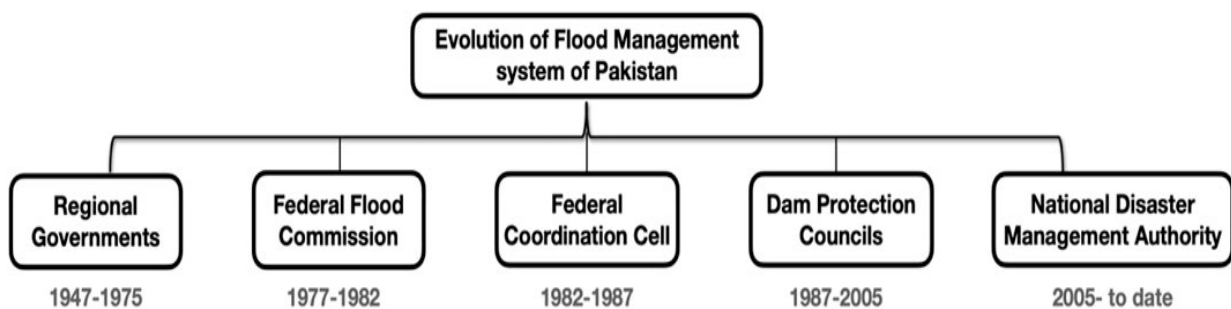 Evolution of Flood Management
system of Pakistan
Regional
Governments
Federal Flood
Commission
Federal
Coordination Cell
Dam Protection
Councils
National Disaster
Management Authority
1947-1975
1977-1982
1982-1987
1987-2005
2005- to date